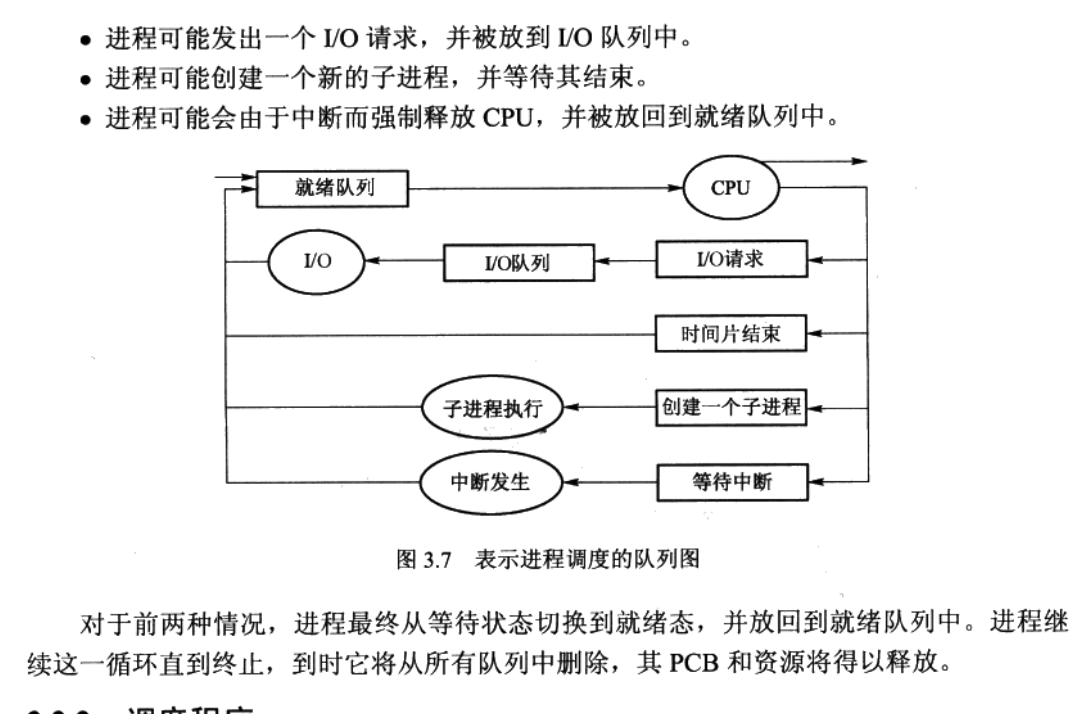 • 进程可能发出一个 I/O 请求，并被放到 I/O 队列中。
• 进程可能创建一个新的子进程，并等待其结束。
• 进程可能会由于中断而强制释放 CPU，并被放回到就绪队列中。
就绪队列
CPU
I/O
I/O队列
I/O请求
时间片结束
子进程执行
创建一个子进程
中断发生
等待中断
图 3.7 表示进程调度的队列图
对于前两种情况，进程最终从等待状态切换到就绪态，并放回到就绪队列中。进程继
续这一循环直到终止，到时它将从所有队列中删除，其 PCB 和资源将得以释放。